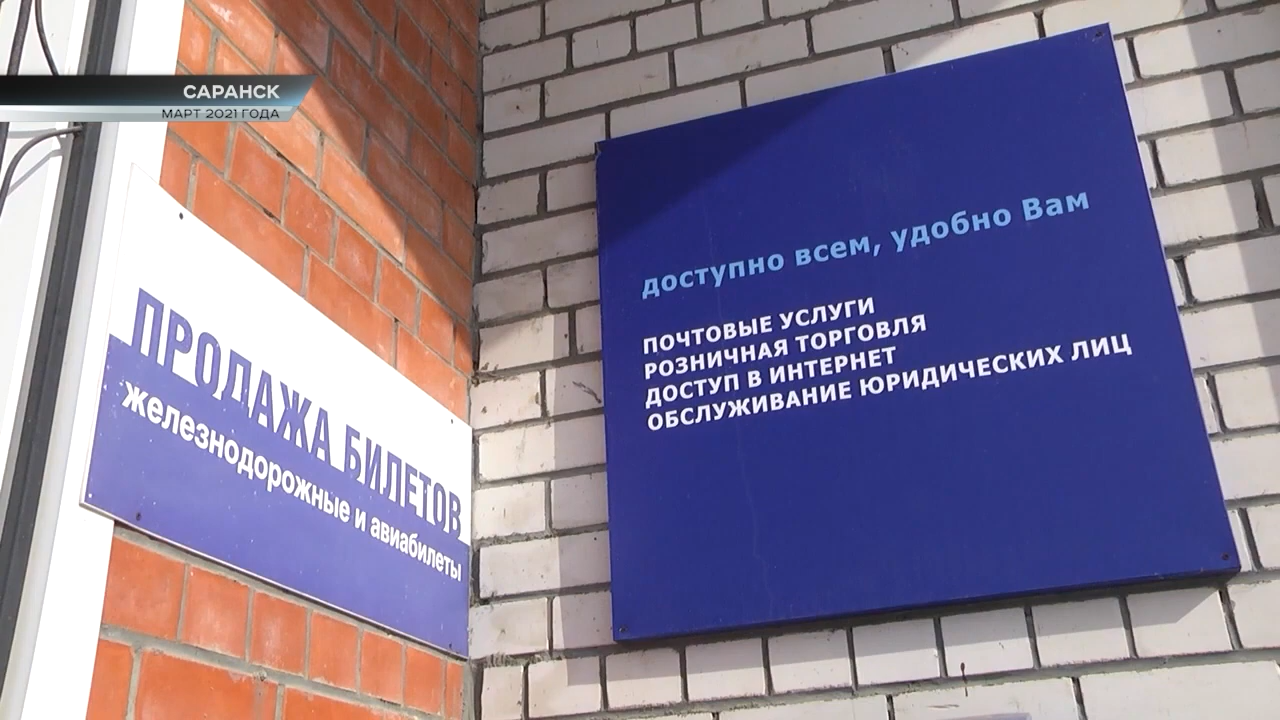 САРАНСК
МАРТ 2021 ГОДА
ПРОДАЖА БИЛЕТОВ
железнодорожные и авиабилеты
доступно всем, удобно Вам
ПОЧТОВЫЕ УСЛУГИ
РОЗНИЧНАЯ ТОРГОВЛЯ
ДОСТУП В ИНТЕРНЕТ
ОБСЛУЖИВАНИЕ ЮРИДИЧЕСКИХ ЛИЦ